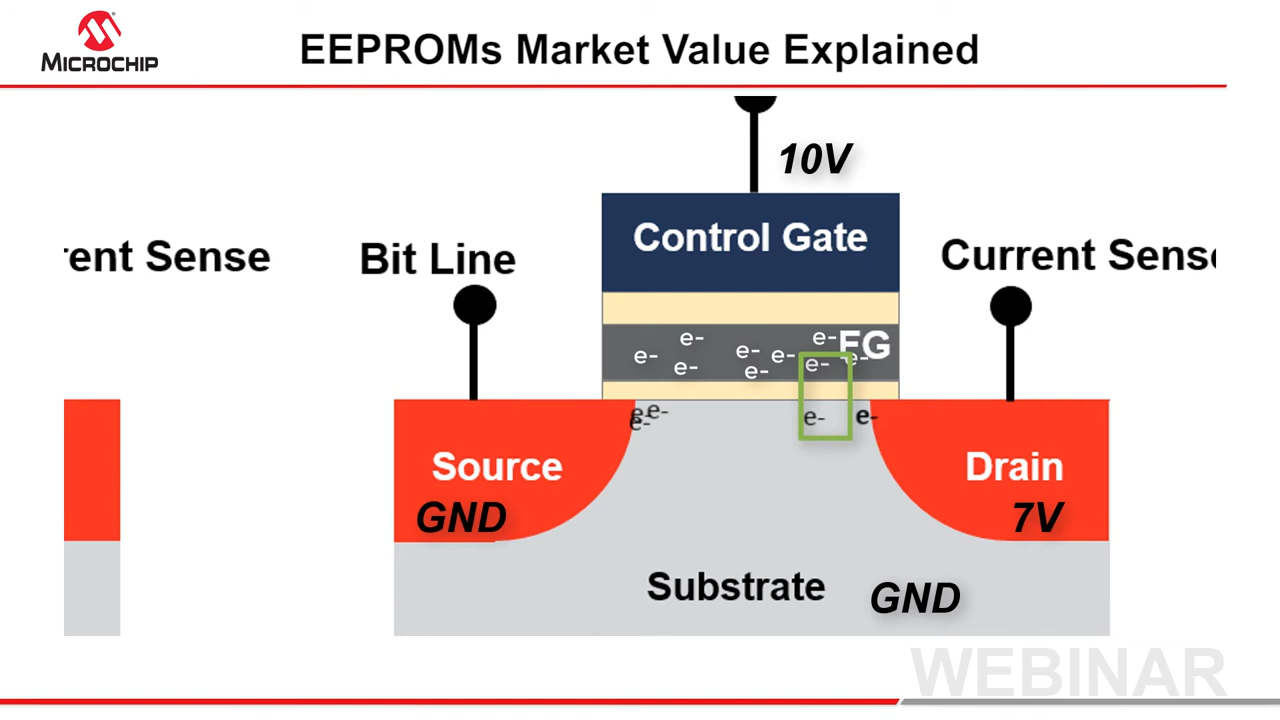 MICROCHIP
EEPROMs Market Value Explained
10V
Control Gate
rent Sense
Bit Line
Current Sense
FG
e-
e-
e-
e-
e-
e-
e-
e-
e-
e-
e-
e-
e-
e-
Source
Drain
GND
7V
Substrate
GND
WEBINAR